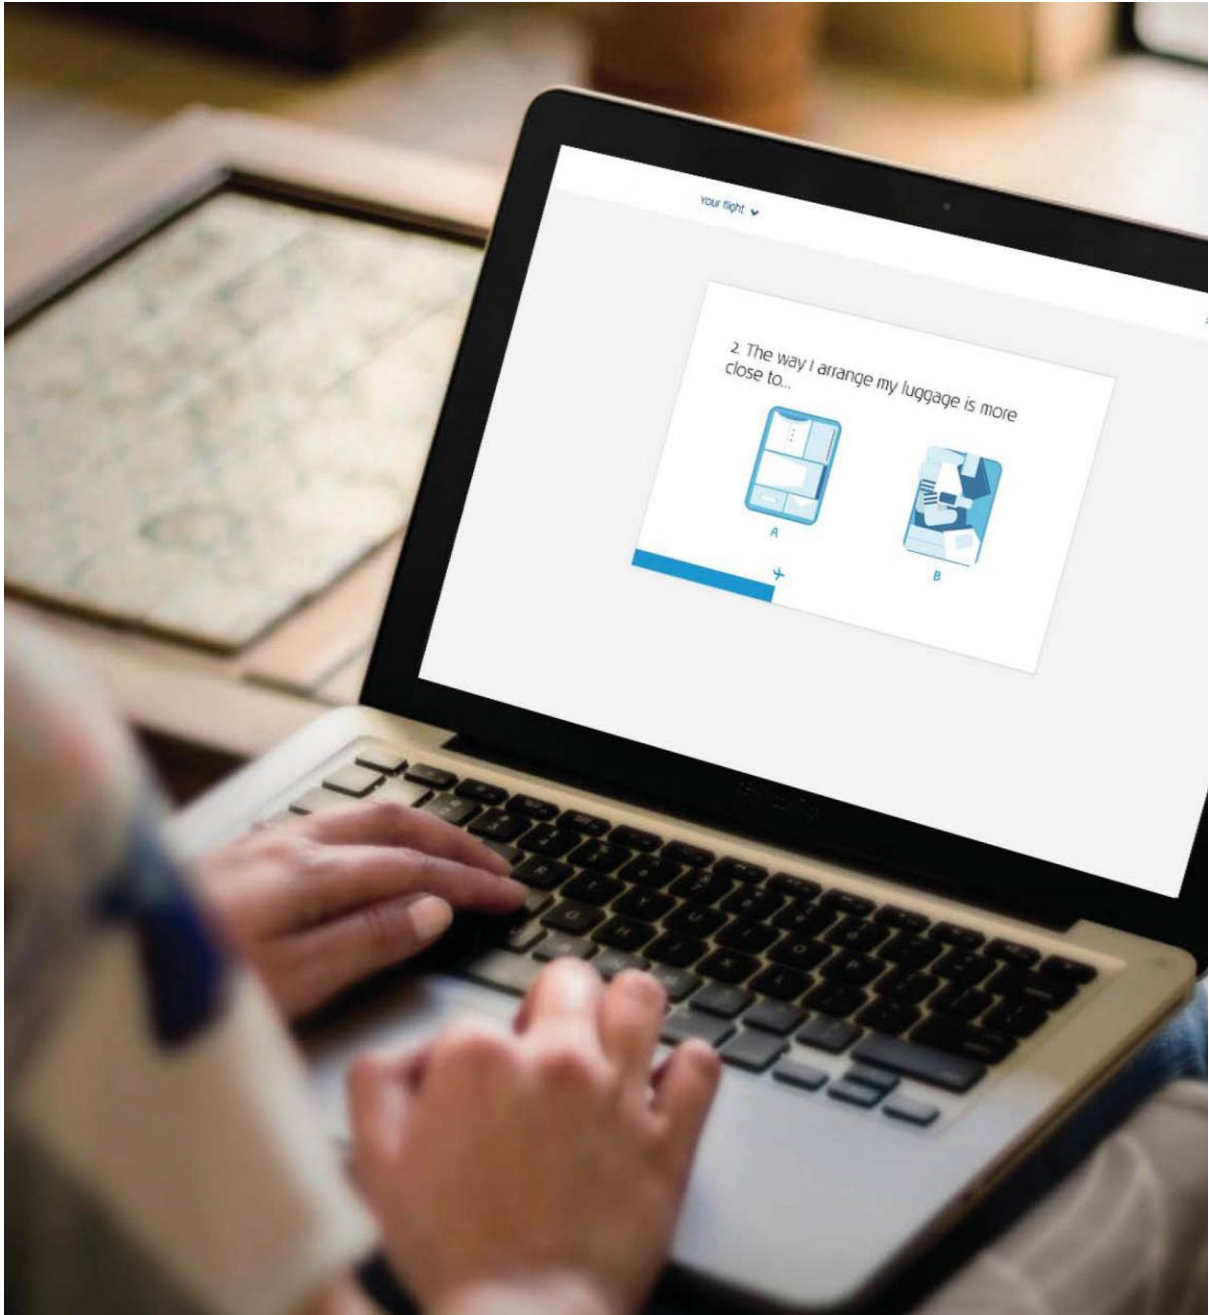 Your flight
2. The way I arrange my luggage is more
close to...
A
B